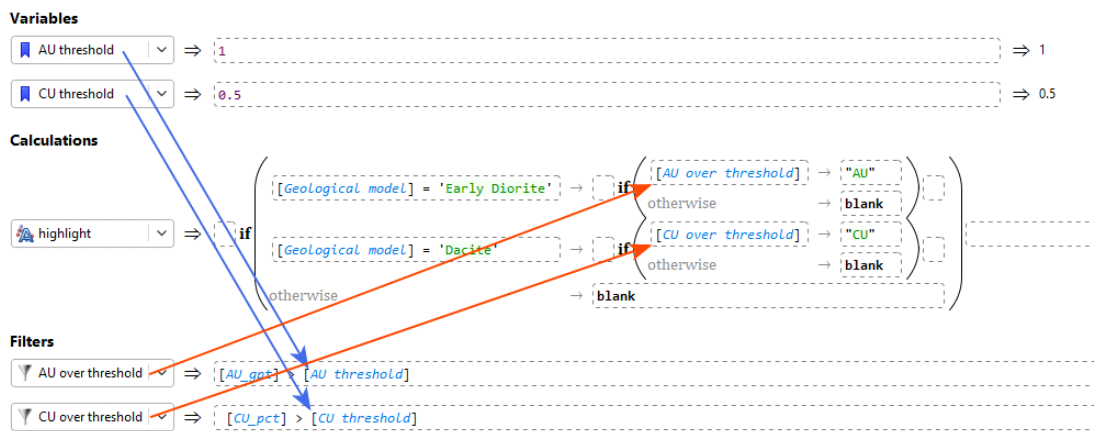 Variables
AU threshold ⇒ 1 ⇒ 1
CU threshold ⇒ 0.5 ⇒ 0.5
Calculations
[AU over threshold] → "AU"
[Geological model] = 'Early Diorite' → if
otherwise → blank
highlight ⇒ if
[CU over threshold] → "CU"
[Geological model] = 'Dacite' → if
otherwise → blank
otherwise → blank
Filters
AU over threshold ⇒ [AU_gpt] > [AU threshold]
CU over threshold ⇒ [CU_pct] > [CU threshold]